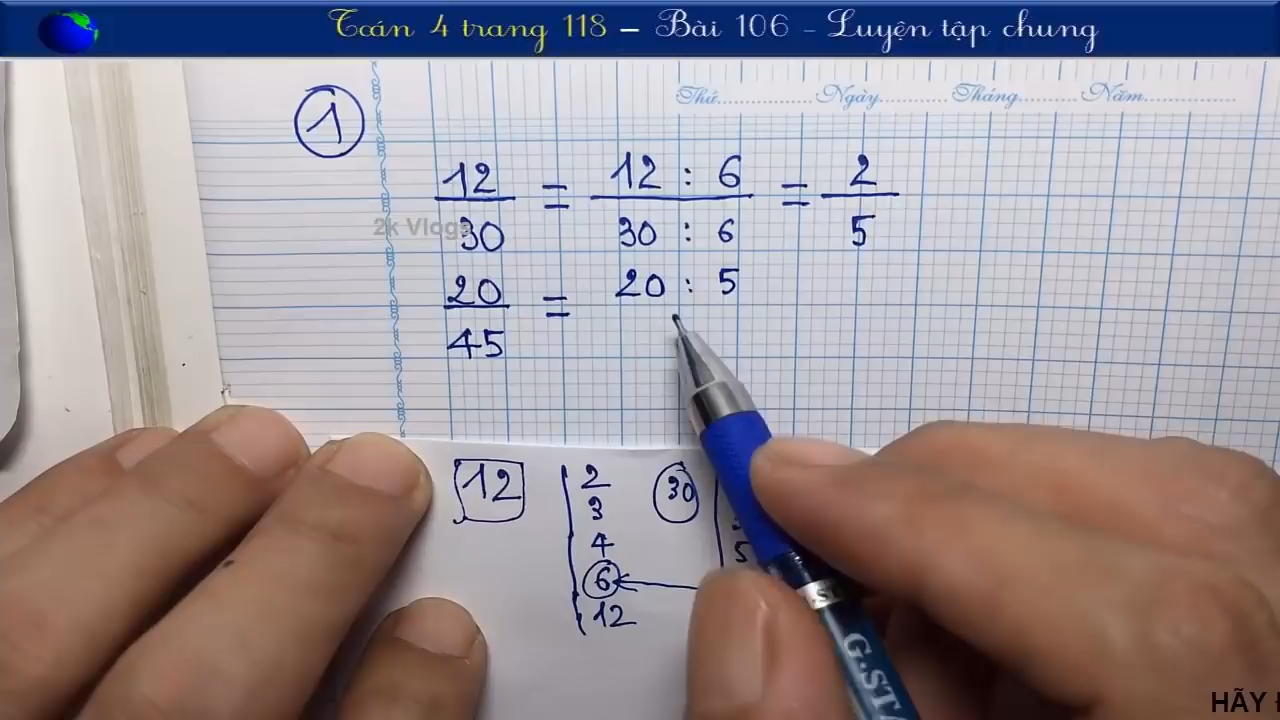 Toán 4 trang 118 – Bài 106 – Luyện tập chung
Thứ.................Ngày............Tháng.........Năm...............
1
12/30 = 12 : 6/30 : 6 = 2/5
2k Vlogs
20/45 = 20 : 5
12
2
3
4
6
12
30
5
G-STA
HÃY